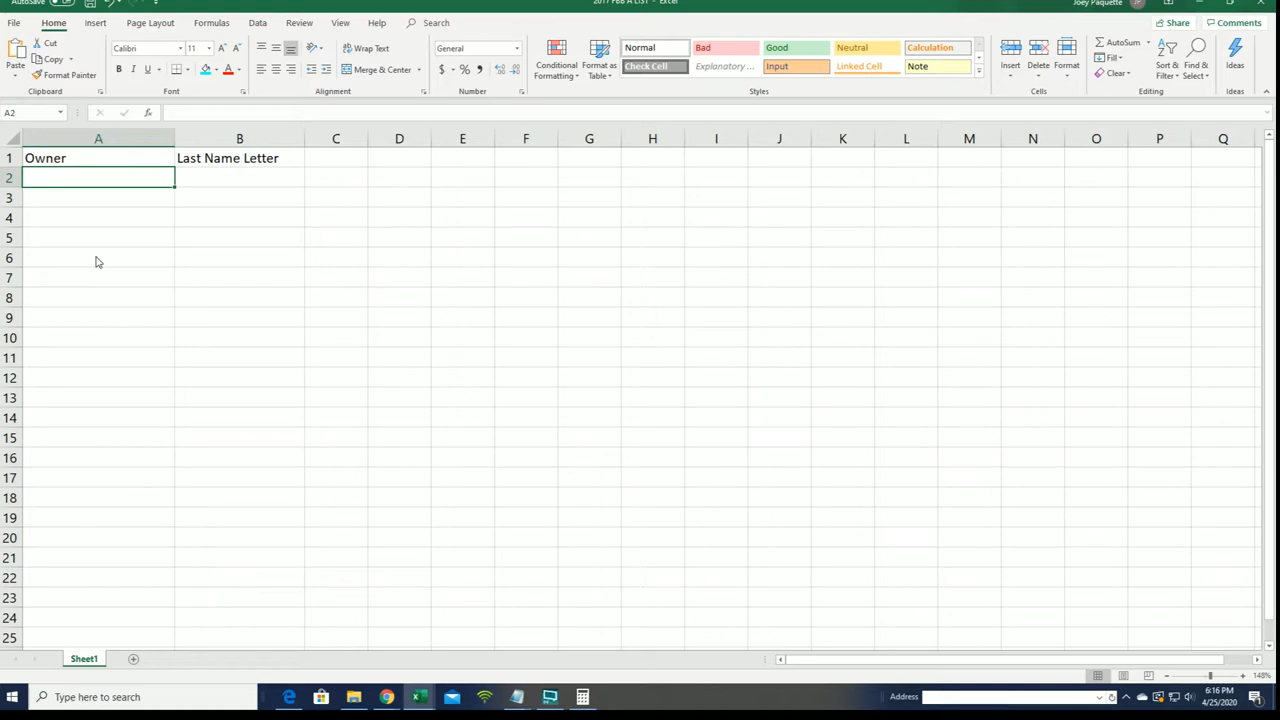 AutoSave
2017 FBB A LIST - Excel
Joey Paquette
JP
File Home Insert Page Layout Formulas Data Review View Help Search
Share Comments
Paste
Cut
Copy
Format Painter
Clipboard
Calibri 11 A A
B I U A
Font
Wrap Text
Merge & Center
Alignment
General
$ % ,
Number
Conditional Formatting
Format as Table
Normal Bad Good Neutral Calculation
Check Cell Explanatory ... Input Linked Cell Note
Styles
Insert Delete Format
Cells
AutoSum
Fill
Clear
Sort & Filter
Find & Select
Editing
Ideas
Ideas
A2 fx
A B C D E F G H I J K L M N O P Q
1 Owner Last Name Letter
2
3
4
5
6
7
8
9
10
11
12
13
14
15
16
17
18
19
20
21
22
23
24
25
Sheet1
148%
Type here to search
Address
6:16 PM
4/25/2020